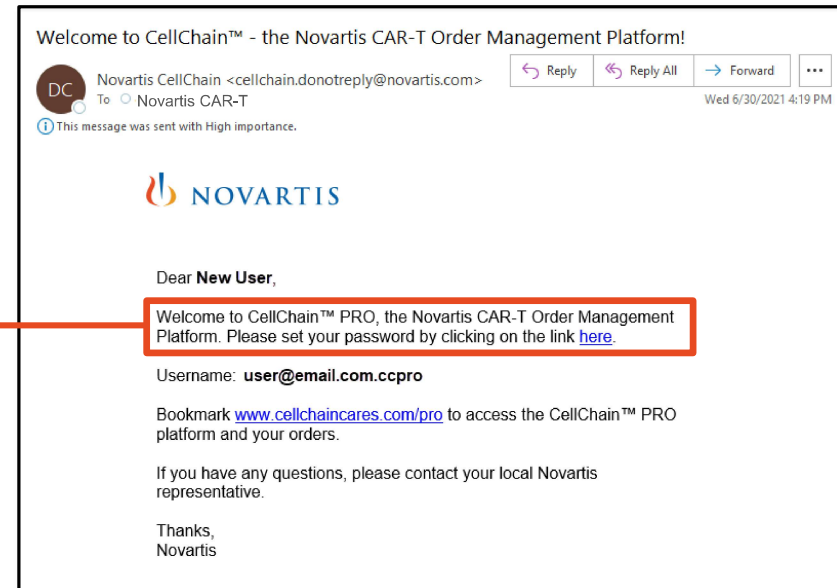 Welcome to CellChain™ - the Novartis CAR-T Order Management Platform!
DC
Novartis CellChain <cellchain.donotreply@novartis.com>
To Novartis CAR-T
Reply
Reply All
Forward
...
Wed 6/30/2021 4:19 PM
This message was sent with High importance.
NOVARTIS
Dear New User,
Welcome to CellChain™ PRO, the Novartis CAR-T Order Management
Platform. Please set your password by clicking on the link here.
Username: user@email.com.ccpro
Bookmark www.cellchaincares.com/pro to access the CellChain™ PRO
platform and your orders.
If you have any questions, please contact your local Novartis
representative.
Thanks,
Novartis